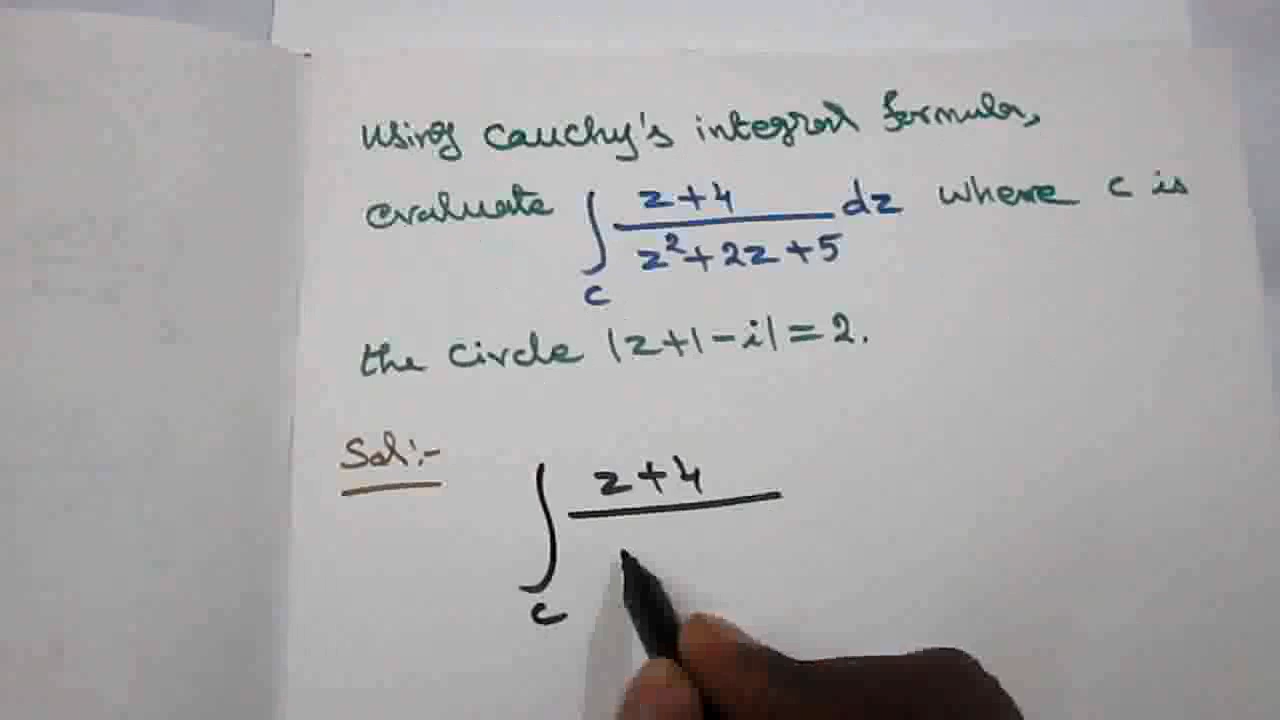 Using Cauchy's integral formula,
evaluate ∫_C (z+4)/(z²+2z+5) dz where C is
the circle |z+1-i|=2.
Sol:-
∫_C z+4